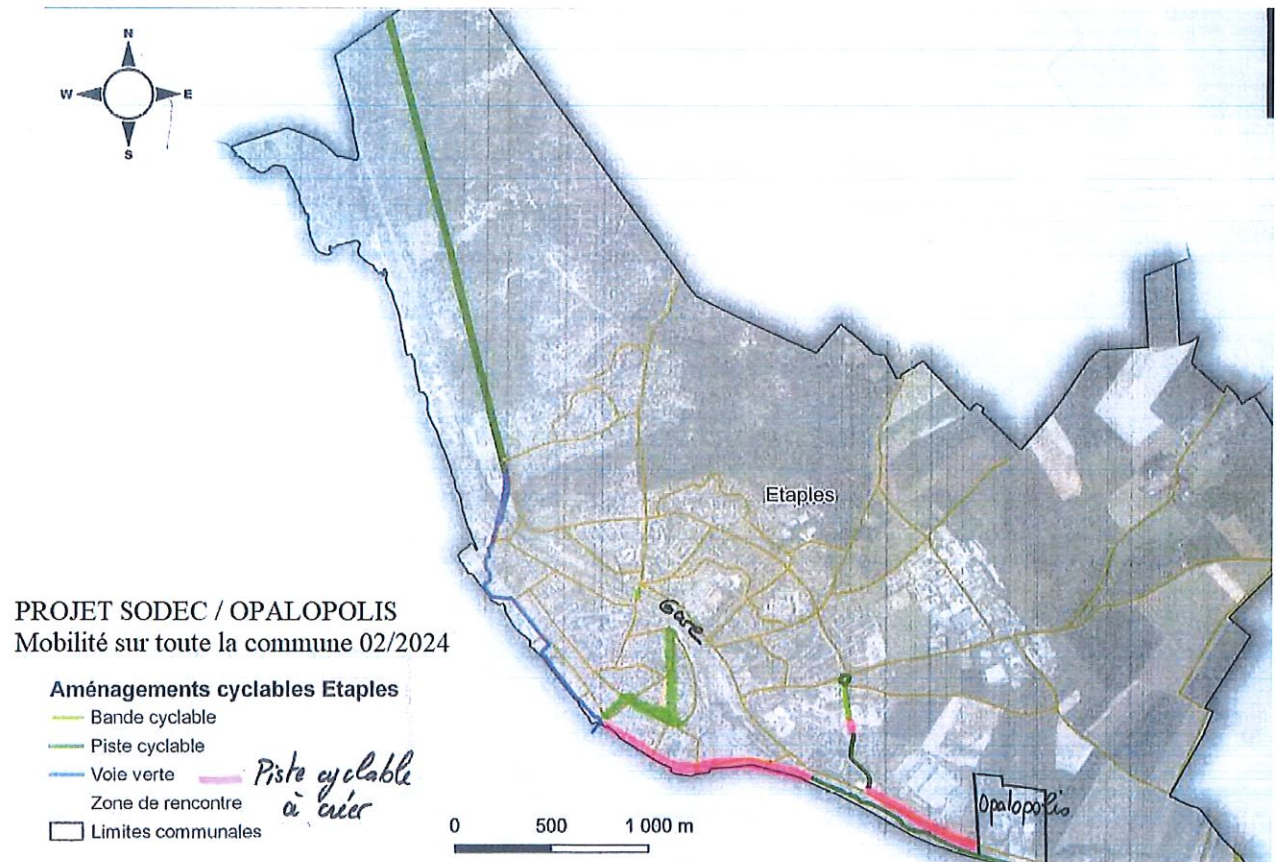 N
W E
S
Etaples
Gare
PROJET SODEC / OPALOPOLIS
Mobilité sur toute la commune 02/2024
Aménagements cyclables Etaples
Bande cyclable
Piste cyclable
Voie verte
Piste cyclable
à créer
Zone de rencontre
Limites communales
0 500 1 000 m
Opalopolis